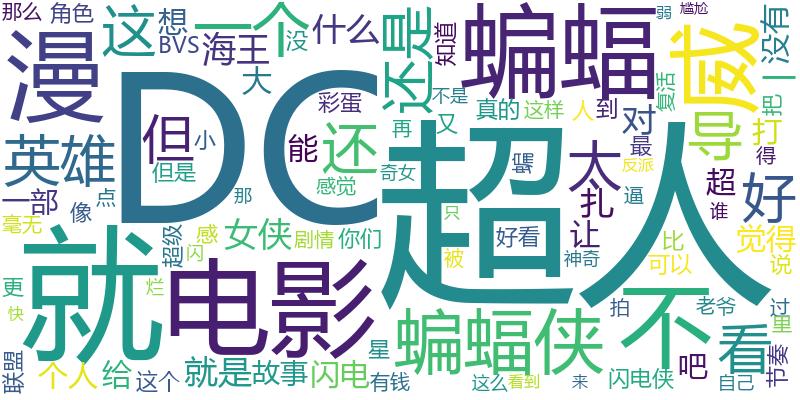 那么
角色
这
想
BVS
一个
海王
没
什么
还是
知道
蝙蝠
弱
尴尬
威
一
没有
漫
大
DC
彩蛋
不是
真的
这样
人
到
复活
把
英雄
但
小
能
还
再
又
对
的
打
但是
感觉
奇女
太
最
反派
得
一部
像
点
那
扎
超
逼
谁
好
毫无
感
女侠
剧情
你们
只
好看
让
比
觉得
超级
闪
被
神奇
可以
说
更
就
烂
电影
超人
快
蝙蝠侠
不
拍
老爷
过
里
看
联盟
个人
给
这个
就是
故事
闪电
星
有钱
这么
看到
来
闪电侠
吧
自己
节奏